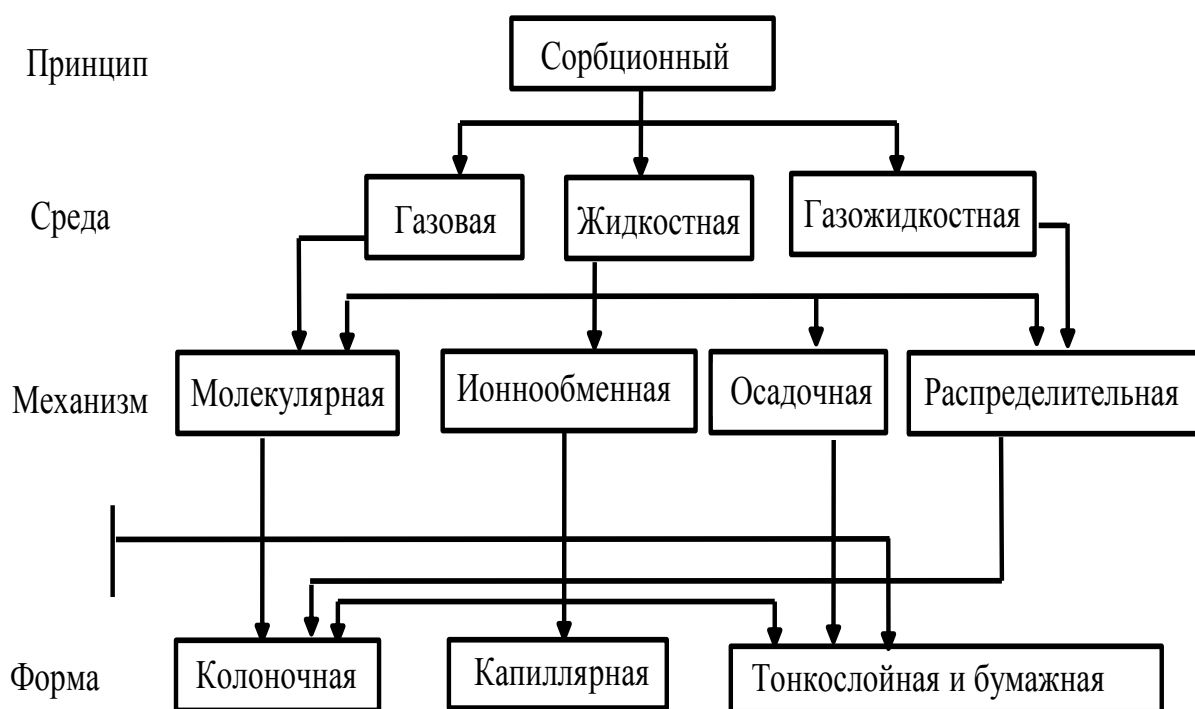 Принцип
Сорбционный
Среда
Газовая
Жидкостная
Газожидкостная
Механизм
Молекулярная
Ионнообменная
Осадочная
Распределительная
Форма
Колоночная
Капиллярная
Тонкослойная и бумажная